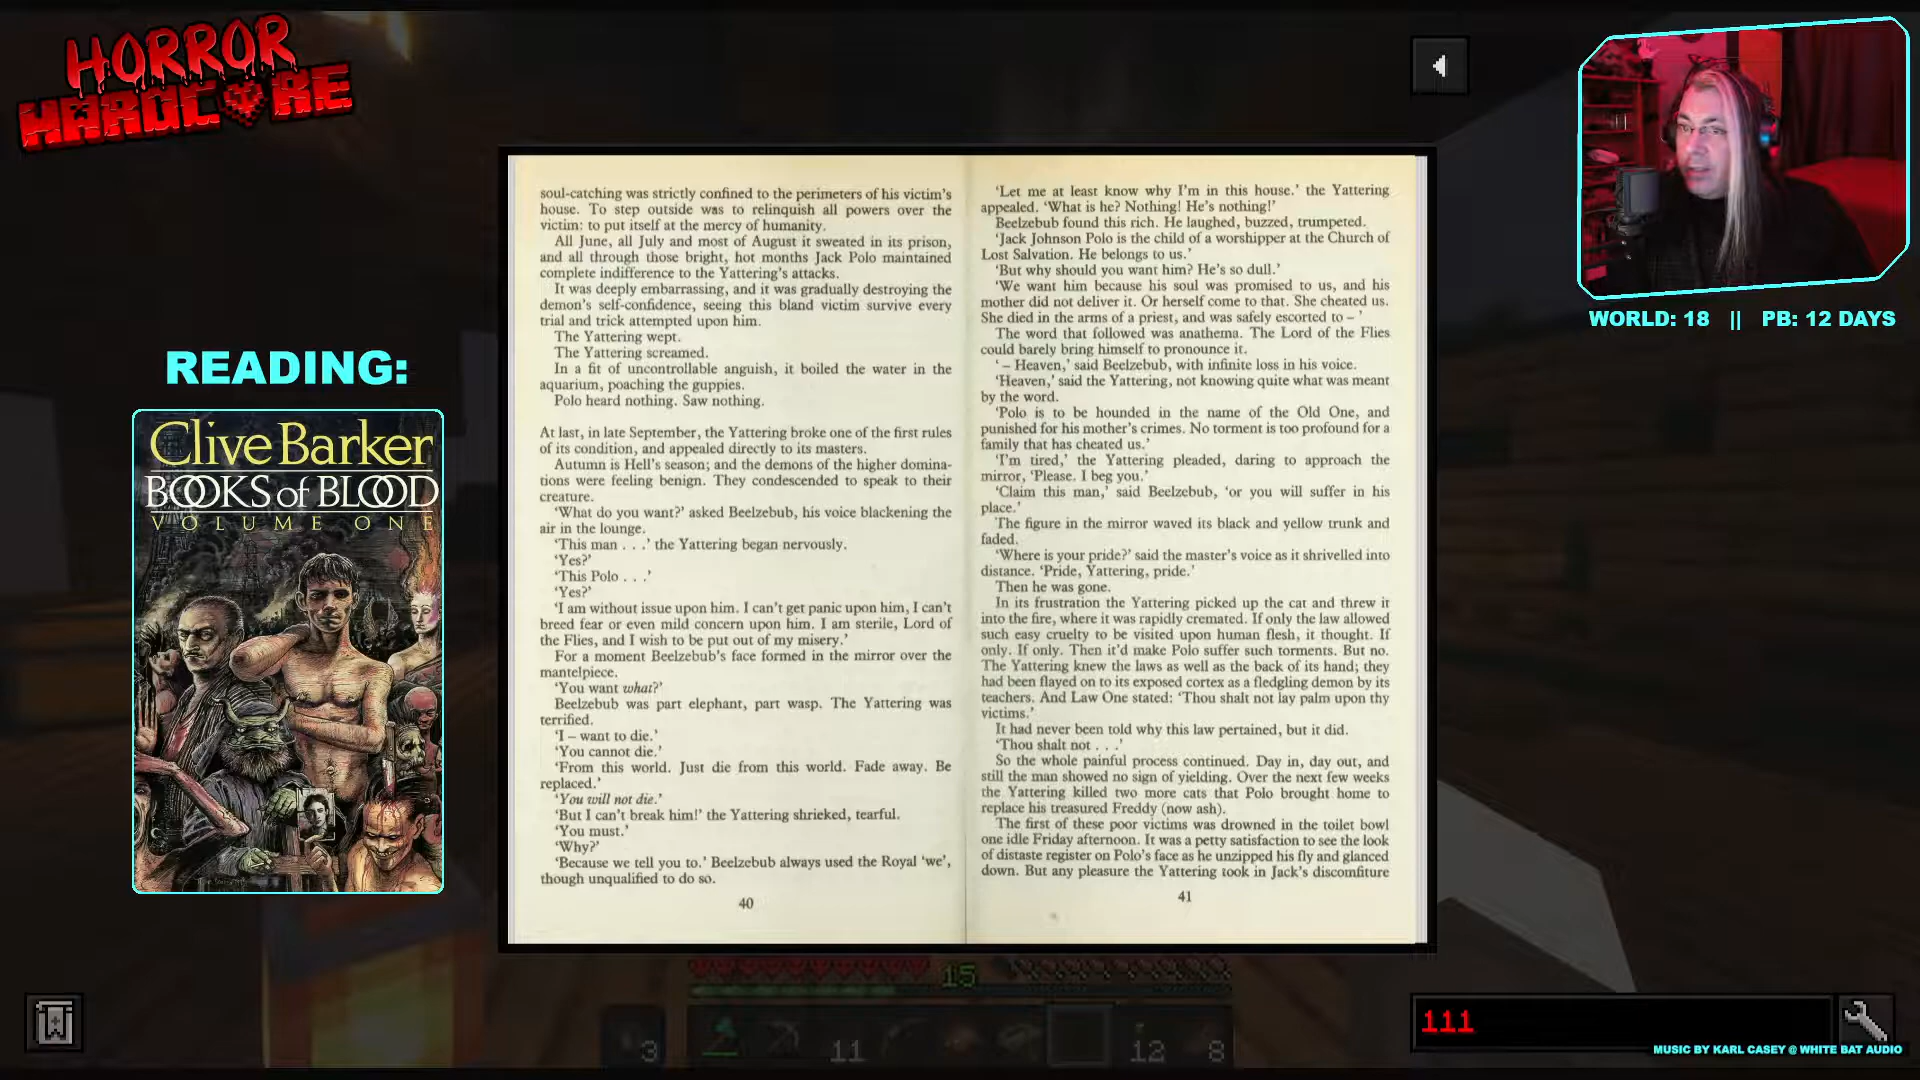 HORROR
HARDCORE
READING:
Clive Barker
BOOKS of BLOOD
VOLUME ONE
soul-catching was strictly confined to the perimeters of his victim's
house. To step outside was to relinquish all powers over the
victim: to put itself at the mercy of humanity.
All June, all July and most of August it sweated in its prison,
and all through those bright, hot months Jack Polo maintained
complete indifference to the Yattering's attacks.
It was deeply embarrassing, and it was gradually destroying the
demon's self-confidence, seeing this bland victim survive every
trial and trick attempted upon him.
The Yattering wept.
The Yattering screamed.
In a fit of uncontrollable anguish, it boiled the water in the
aquarium, poaching the guppies.
Polo heard nothing. Saw nothing.
At last, in late September, the Yattering broke one of the first rules
of its condition, and appealed directly to its masters.
Autumn is Hell's season; and the demons of the higher domina-
tions were feeling benign. They condescended to speak to their
creature.
'What do you want?' asked Beelzebub, his voice blackening the
air in the lounge.
'This man . . .' the Yattering began nervously.
'Yes?'
'This Polo . . .'
'Yes?'
'I am without issue upon him. I can't get panic upon him, I can't
breed fear or even mild concern upon him. I am sterile, Lord of
the Flies, and I wish to be put out of my misery.'
For a moment Beelzebub's face formed in the mirror over the
mantelpiece.
'You want what?'
Beelzebub was part elephant, part wasp. The Yattering was
terrified.
'I – want to die.'
'You cannot die.'
'From this world. Just die from this world. Fade away. Be
replaced.'
'You will not die.'
'But I can't break him!' the Yattering shrieked, tearful.
'You must.'
'Why?'
'Because we tell you to.' Beelzebub always used the Royal 'we',
though unqualified to do so.
40
'Let me at least know why I'm in this house.' the Yattering
appealed. 'What is he? Nothing! He's nothing!'
Beelzebub found this rich. He laughed, buzzed, trumpeted.
'Jack Johnson Polo is the child of a worshipper at the Church of
Lost Salvation. He belongs to us.'
'But why should you want him? He's so dull.'
'We want him because his soul was promised to us, and his
mother did not deliver it. Or herself come to that. She cheated us.
She died in the arms of a priest, and was safely escorted to – '
The word that followed was anathema. The Lord of the Flies
could barely bring himself to pronounce it.
' – Heaven,' said Beelzebub, with infinite loss in his voice.
'Heaven,' said the Yattering, not knowing quite what was meant
by the word.
'Polo is to be hounded in the name of the Old One, and
punished for his mother's crimes. No torment is too profound for a
family that has cheated us.'
'I'm tired,' the Yattering pleaded, daring to approach the
mirror, 'Please. I beg you.'
'Claim this man,' said Beelzebub, 'or you will suffer in his
place.'
The figure in the mirror waved its black and yellow trunk and
faded.
'Where is your pride?' said the master's voice as it shrivelled into
distance. 'Pride, Yattering, pride.'
Then he was gone.
In its frustration the Yattering picked up the cat and threw it
into the fire, where it was rapidly cremated. If only the law allowed
such easy cruelty to be visited upon human flesh, it thought. If
only. If only. Then it'd make Polo suffer such torments. But no.
The Yattering knew the laws as well as the back of its hand; they
had been flayed on to its exposed cortex as a fledgling demon by its
teachers. And Law One stated: 'Thou shalt not lay palm upon thy
victims.'
It had never been told why this law pertained, but it did.
'Thou shalt not . . .'
So the whole painful process continued. Day in, day out, and
still the man showed no sign of yielding. Over the next few weeks
the Yattering killed two more cats that Polo brought home to
replace his treasured Freddy (now ash).
The first of these poor victims was drowned in the toilet bowl
one idle Friday afternoon. It was a petty satisfaction to see the look
of distaste register on Polo's face as he unzipped his fly and glanced
down. But any pleasure the Yattering took in Jack's discomfiture
41
WORLD: 18 || PB: 12 DAYS
15
3
11
12
8
111
MUSIC BY KARL CASEY @ WHITE BAT AUDIO